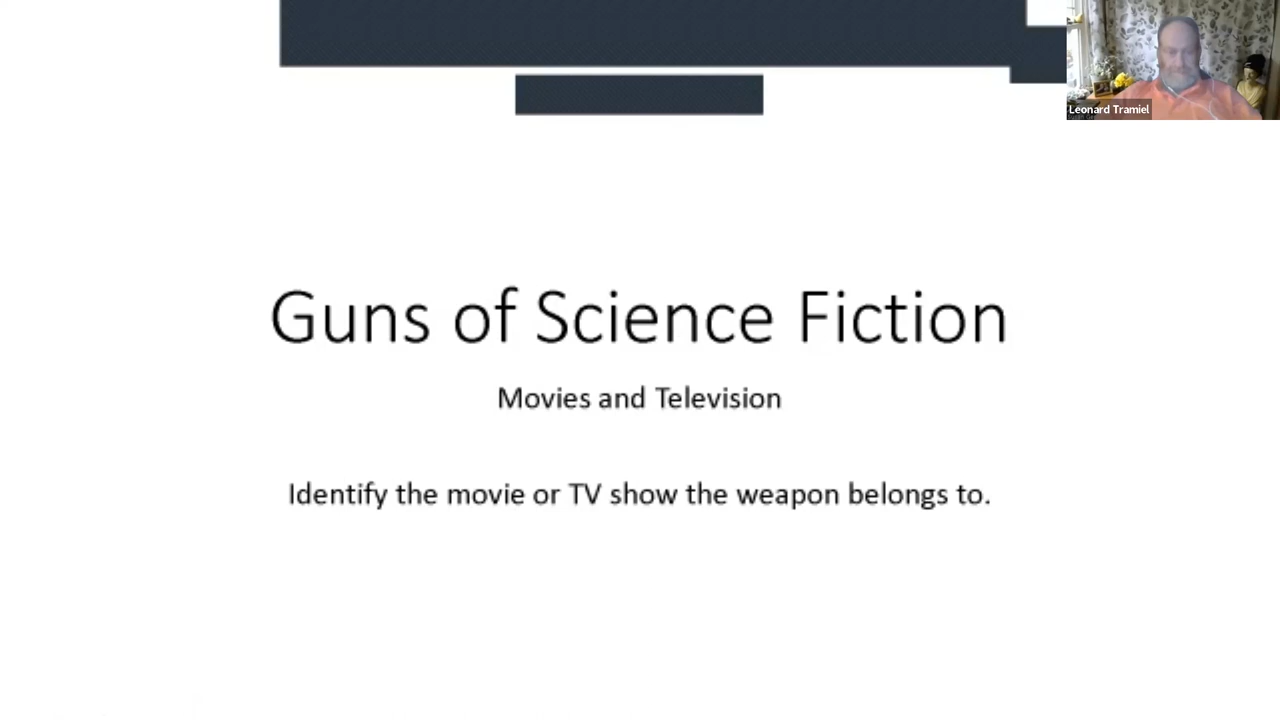 Leonard Tramiel
Guns of Science Fiction
Movies and Television
Identify the movie or TV show the weapon belongs to.